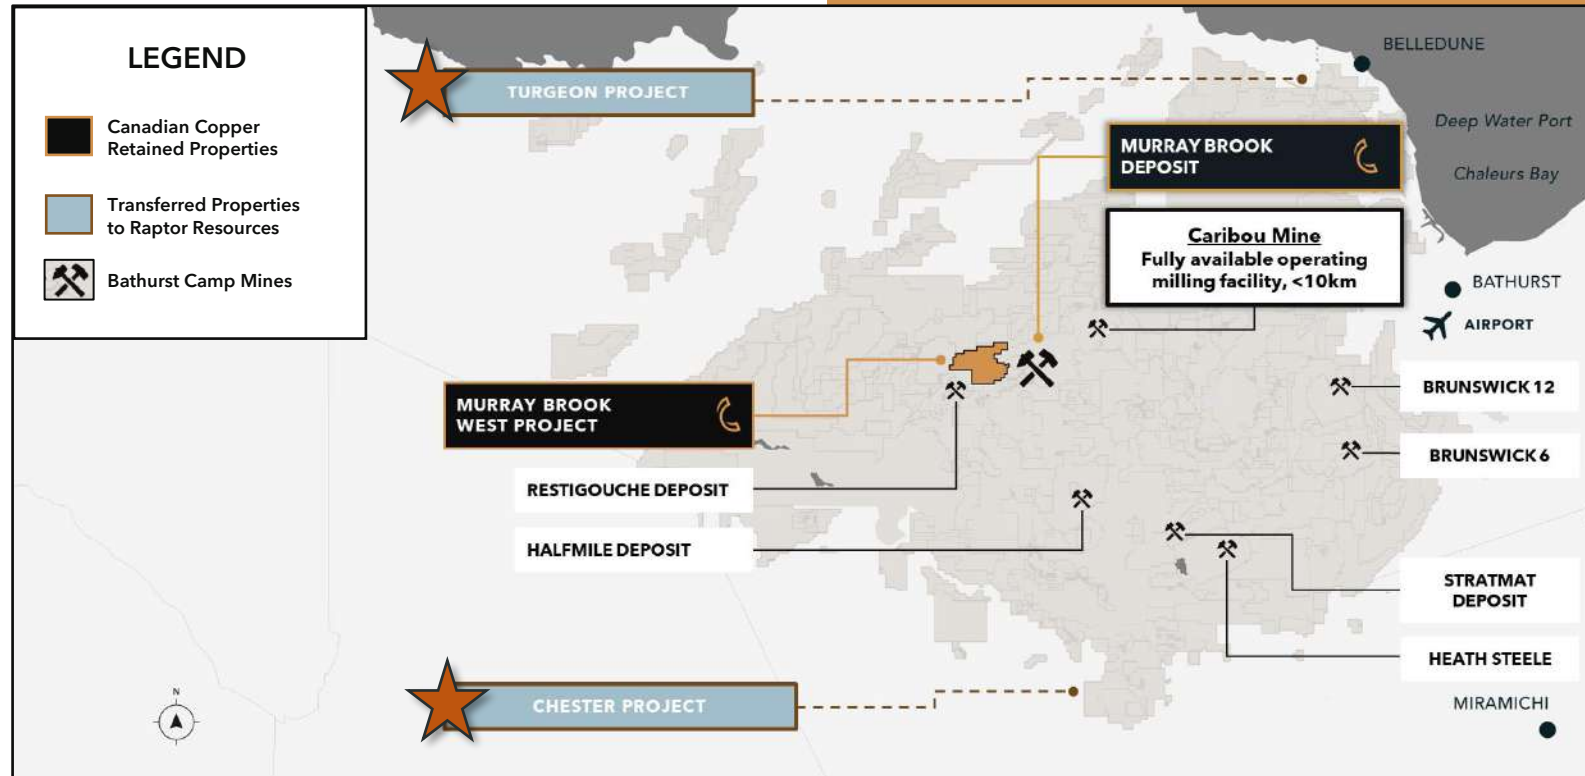 LEGEND
Canadian Copper
Retained Properties
Transferred Properties
to Raptor Resources
Bathurst Camp Mines
TURGEON PROJECT
BELLEDUNE
Deep Water Port
Chaleurs Bay
MURRAY BROOK
DEPOSIT
Caribou Mine
Fully available operating
milling facility, <10km
BATHURST
AIRPORT
MURRAY BROOK
WEST PROJECT
BRUNSWICK 12
BRUNSWICK 6
RESTIGOUCHE DEPOSIT
HALFMILE DEPOSIT
STRATMAT
DEPOSIT
HEATH STEELE
CHESTER PROJECT
MIRAMICHI
N